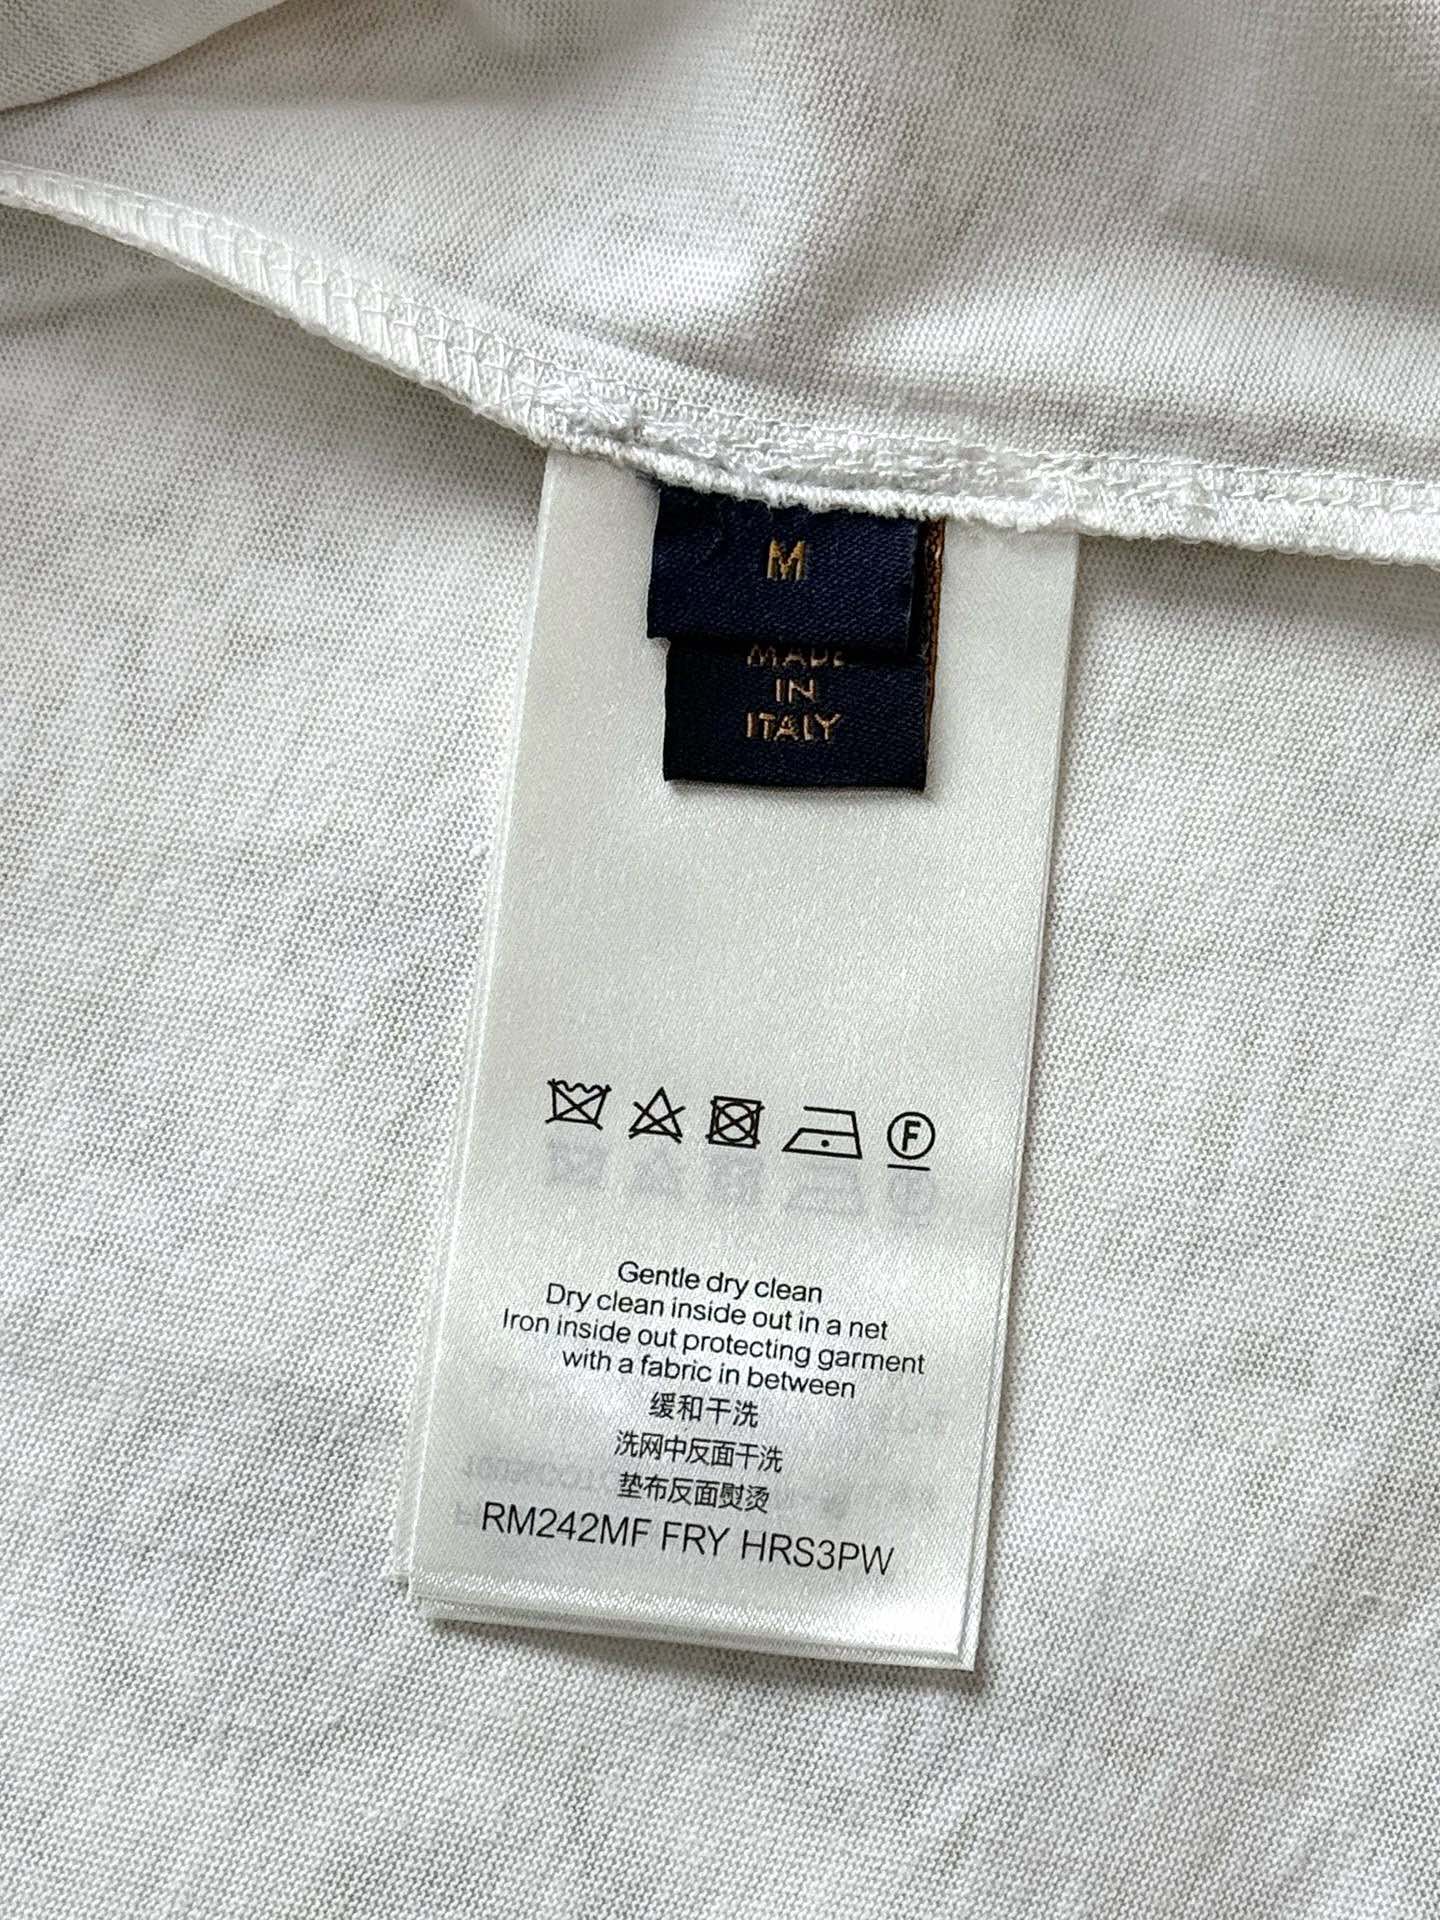 M
MADE
IN
ITALY
F
Gentle dry clean
Dry clean inside out in a net
Iron inside out protecting garment
with a fabric in between
缓和干洗
洗网中反面干洗
垫布反面熨烫
RM242MF FRY HRS3PW